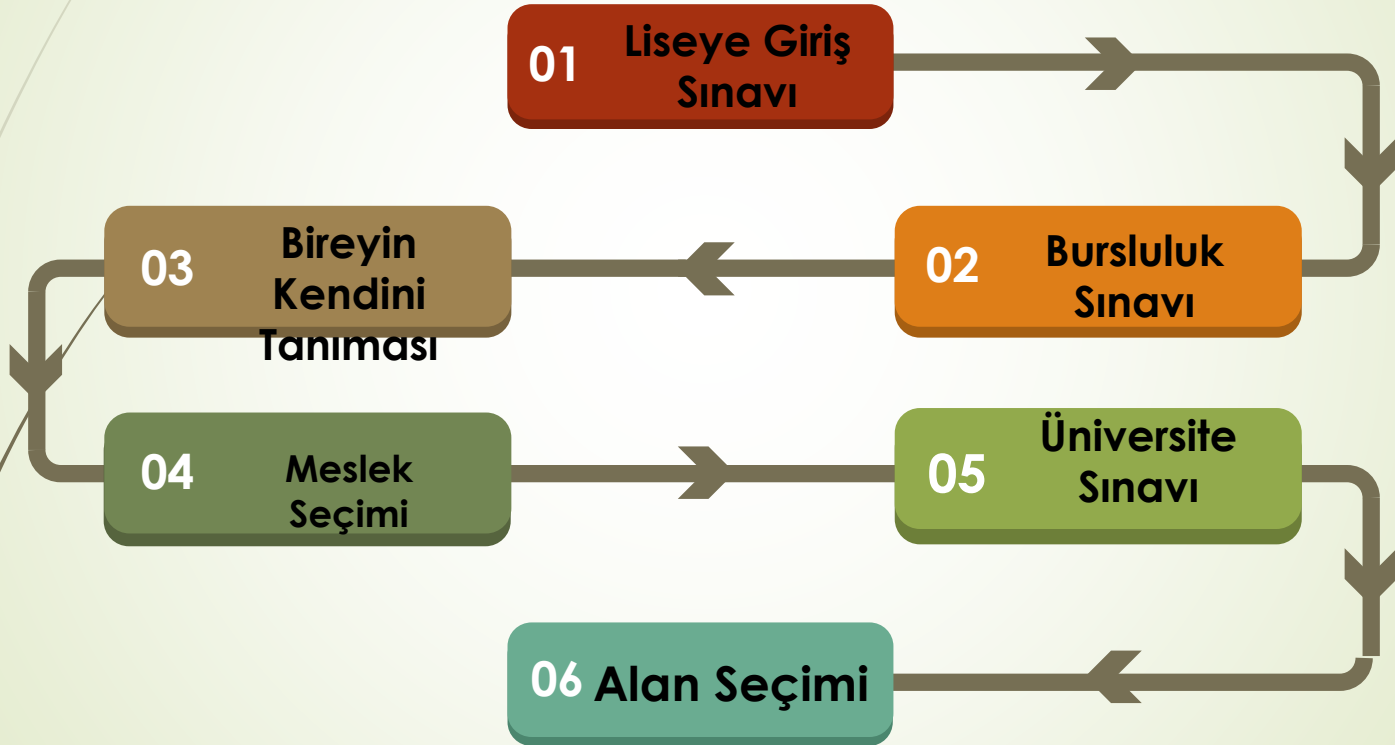 01
Liseye Giriş
Sınavı
03
Bireyin
Kendini
Tanıması
02
Bursluluk
Sınavı
04
Meslek
Seçimi
05
Üniversite
Sınavı
06 Alan Seçimi